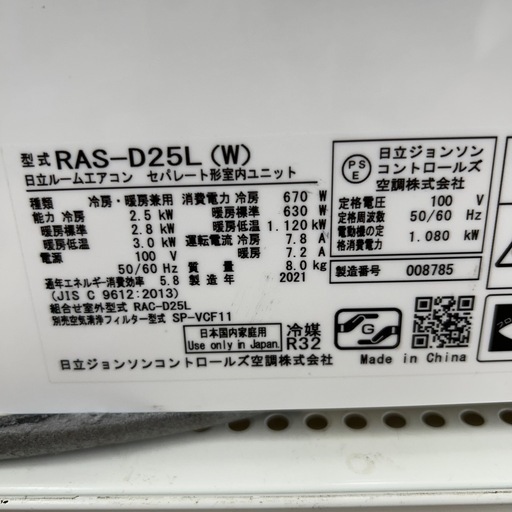 型式 RAS-D25L(W)
日立ルームエアコン セパレート形室内ユニット
種類 冷房・暖房兼用
能力 冷房 2.5 kW
暖房標準 2.8 kW
暖房低温 3.0 kW
電源 100 V
50/60 Hz
通年エネルギー消費効率 5.8
(JIS C 9612:2013)
組合せ室外型式 RAC-D25L
別売空気清浄フィルター型式 SP-VCF11
消費電力 冷房 670 W
暖房標準 630 W
暖房低温 1.120 kW
運転電流 冷房 7.8 A
暖房 7.2 A
質量 8.0 kg
製造年 2021
日本国内家庭用
Use only in Japan.
冷媒
R32
日立ジョンソンコントロールズ空調株式会社
PSE
日立ジョンソン
コントロールズ
空調株式会社
定格電圧 100 V
定格周波数 50/60 Hz
電動機の定
格消費電力 1.080 kW
製造番号 008785
G
Made in China